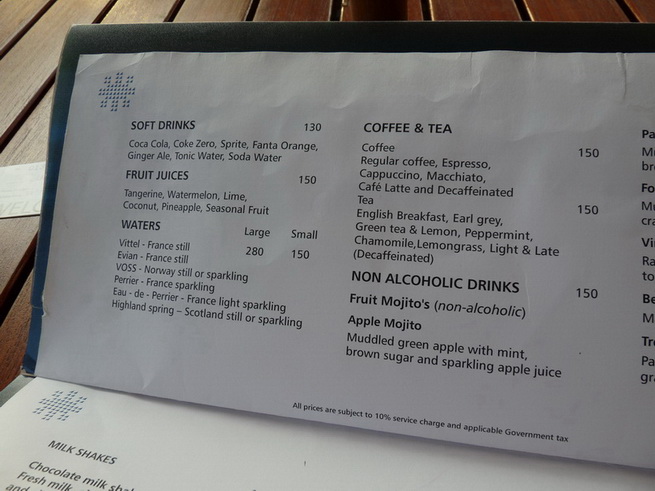 SOFT DRINKS 130
Coca Cola, Coke Zero, Sprite, Fanta Orange,
Ginger Ale, Tonic Water, Soda Water
FRUIT JUICES 150
Tangerine, Watermelon, Lime,
Coconut, Pineapple, Seasonal Fruit
WATERS Large Small
Vittel - France still 280 150
Evian - France still
VOSS - Norway still or sparkling
Perrier - France sparkling
Eau - de - Perrier - France light sparkling
Highland spring – Scotland still or sparkling
COFFEE & TEA
Coffee 150
Regular coffee, Espresso,
Cappuccino, Macchiato,
Café Latte and Decaffeinated
Tea 150
English Breakfast, Earl grey,
Green tea & Lemon, Peppermint,
Chamomile,Lemongrass, Light & Late
(Decaffeinated)
NON ALCOHOLIC DRINKS 150
Fruit Mojito's (non-alcoholic)
Apple Mojito
Muddled green apple with mint,
brown sugar and sparkling apple juice
All prices are subject to 10% service charge and applicable Government tax
MILK SHAKES
Chocolate milk
Fresh milk